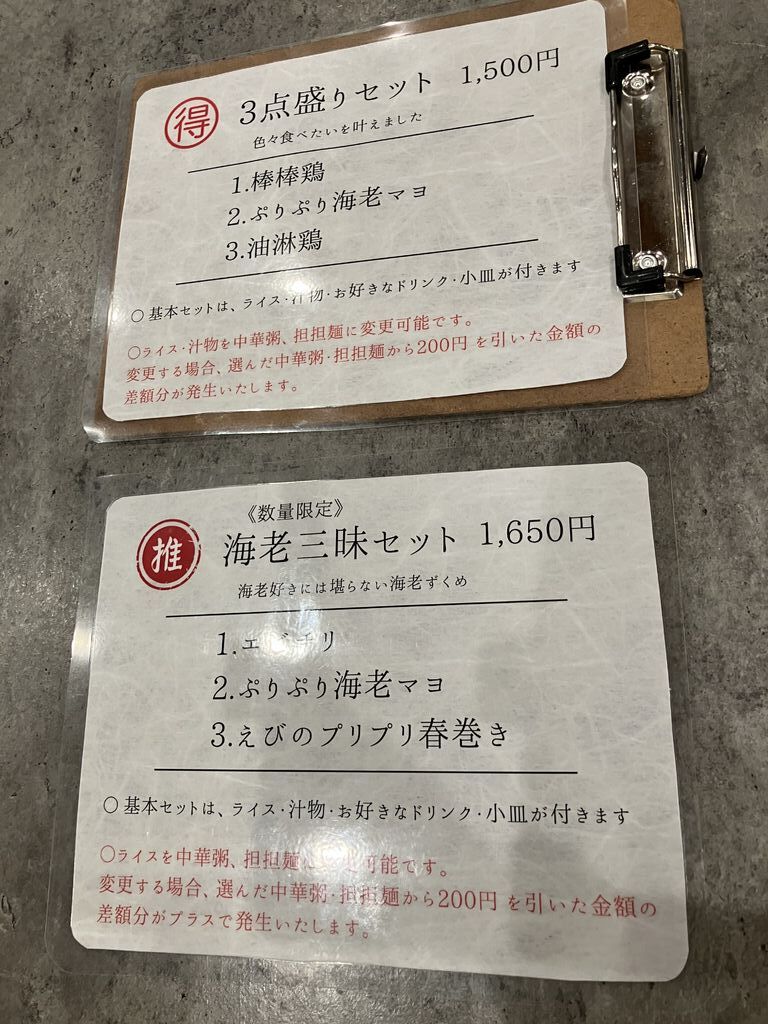 得 3点盛りセット 1,500円
色々食べたいを叶えました
1.棒棒鶏
2.ぷりぷり海老マヨ
3.油淋鶏
○基本セットは、ライス・汁物・お好きなドリンク・小皿が付きます
○ライス・汁物を中華粥、担担麺に変更可能です。
変更する場合、選んだ中華粥・担担麺から200円を引いた金額の
差額分が発生いたします。
《数量限定》
推 海老三昧セット 1,650円
海老好きには堪らない海老ずくめ
1.エビチリ
2.ぷりぷり海老マヨ
3.えびのプリプリ春巻き
○基本セットは、ライス・汁物・お好きなドリンク・小皿が付きます
○ライスを中華粥、担担麺に変更可能です。
変更する場合、選んだ中華粥・担担麺から200円を引いた金額の
差額分がプラスで発生いたします。